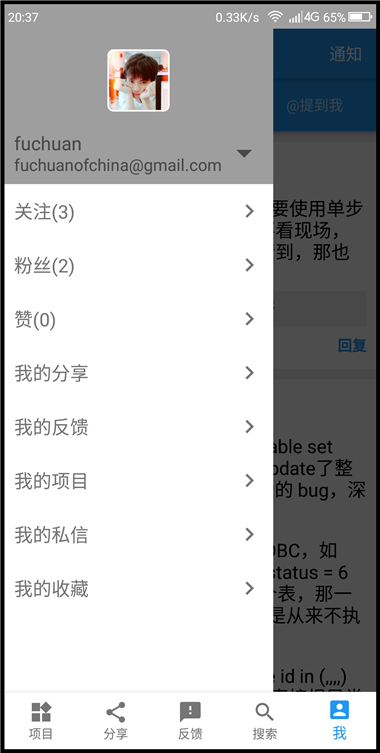 20:37 0.33K/s 4G 65%
通知
@提到我
fuchuan
fuchuanofchina@gmail.com
关注(3)
粉丝(2)
赞(0)
我的分享
我的反馈
我的项目
我的私信
我的收藏
要使用单步
看现场，
到，那也
回复
able set
pdate了整
的 bug，深
DBC，如
status = 6
个表，那一
是从来不执
e id in (,,,,)
项目 分享 反馈 搜索 我